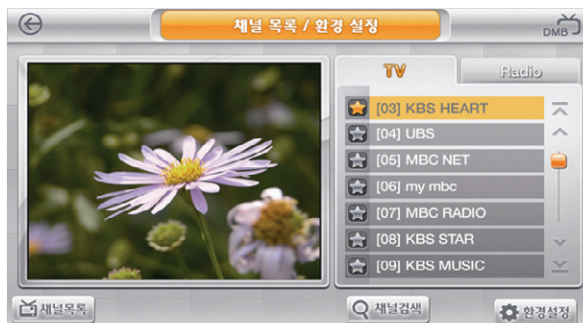 채널 목록 / 환경 설정
DMB
TV
Radio
[03] KBS HEART
[04] UBS
[05] MBC NET
[06] my mbc
[07] MBC RADIO
[08] KBS STAR
[09] KBS MUSIC
채널목록
채널검색
환경설정